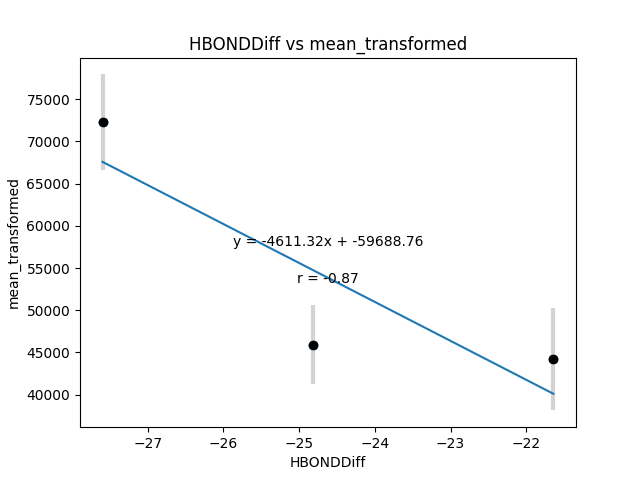 HBONDDiff vs mean_transformed
75000
70000
65000
60000
55000
50000
45000
40000
mean_transformed
y = -4611.32x + -59688.76
r = -0.87
−27
−26
−25
−24
−23
−22
HBONDDiff